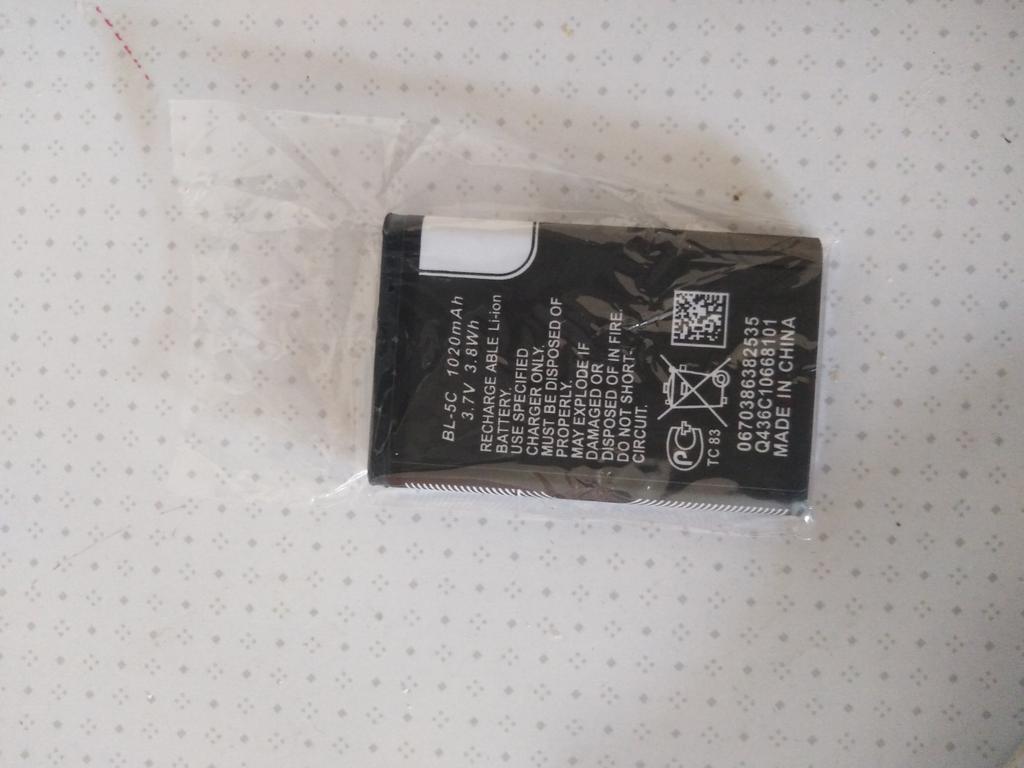 BL-5C 1020mAh
3.7V 3.8Wh
RECHARGE ABLE Li-ion
BATTERY.
USE SPECIFIED
CHARGER ONLY.
MUST BE DISPOSED OF
PROPERLY.
MAY EXPLODE IF
DAMAGED OR
DISPOSED OF IN FIRE.
DO NOT SHORT-
CIRCUIT.
TC 83
0670386382535
Q436C10668101
MADE IN CHINA